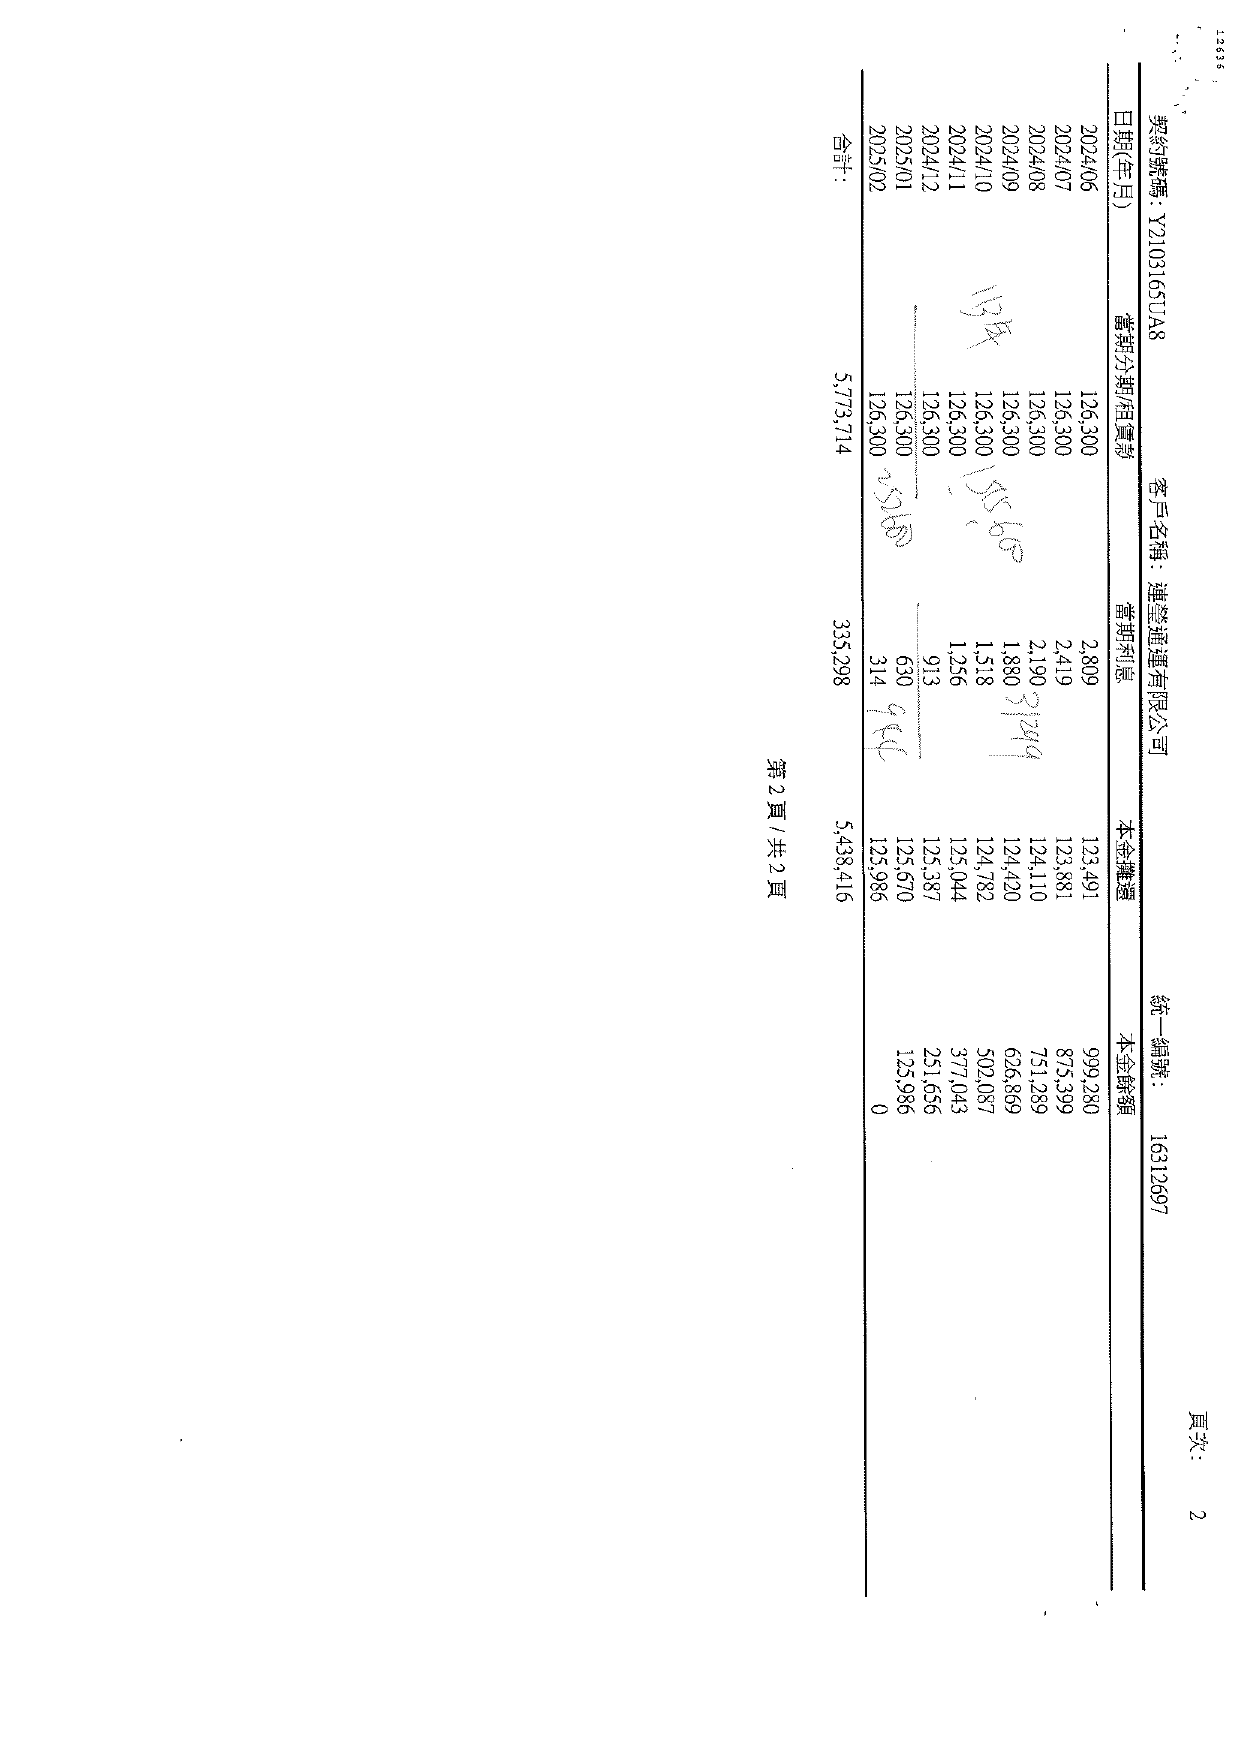 12636
頁次: 2
契約號碼: Y2103165UA8 客戶名稱: 連瑩通運有限公司 統一編號: 16312697
日期(年月) 當期分期/租賃款 當期利息 本金攤還 本金餘額
2024/06 126,300 2,809 123,491 999,280
2024/07 126,300 2,419 123,881 875,399
2024/08 126,300 2,190 124,110 751,289
2024/09 126,300 1,880 124,420 626,869
2024/10 126,300 1,518 124,782 502,087
2024/11 126,300 1,256 125,044 377,043
2024/12 126,300 913 125,387 251,656
2025/01 126,300 630 125,670 125,986
2025/02 126,300 314 125,986 0
113年 1515600 31249
252600 944
合計: 5,773,714 335,298 5,438,416
第 2 頁 / 共 2 頁